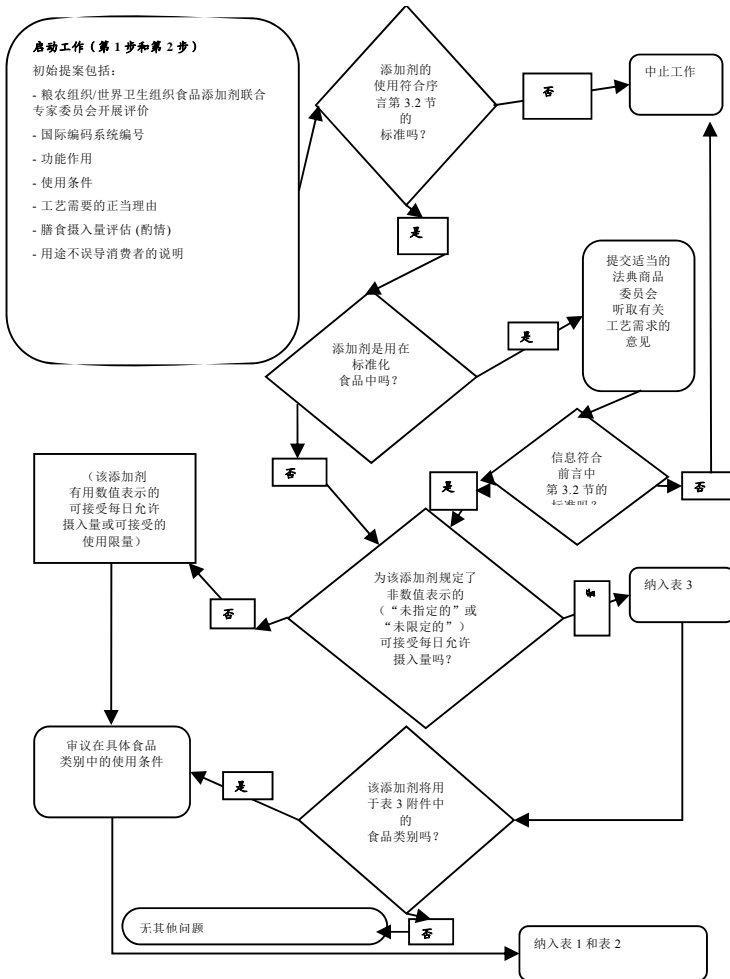 启动工作（第 1 步和第 2 步）
初始提案包括：
- 粮农组织/世界卫生组织食品添加剂联合
专家委员会开展评价
- 国际编码系统编号
- 功能作用
- 使用条件
- 工艺需要的正当理由
- 膳食摄入量评估 (酌情)
- 用途不误导消费者的说明
添加剂的
使用符合序
言第 3.2 节
的
标准吗？
否
中止工作
是
提交适当的
法典商品
委员会
听取有关
工艺需求的
意见
添加剂是用在
标准化
食品中吗？
是
否
信息符合
前言中
第 3.2 节的
标准吗？
是
否
（该添加剂
有用数值表示的
可接受每日允许
摄入量或可接受的
使用限量）
为该添加剂规定了
非数值表示的
（“未指定的”或
“未限定的”）
可接受每日允许
摄入量吗？
否
纳入表 3
审议在具体食品
类别中的使用条件
是
该添加剂将用
于表 3 附件中
的
食品类别吗？
否
无其他问题
纳入表 1 和表 2